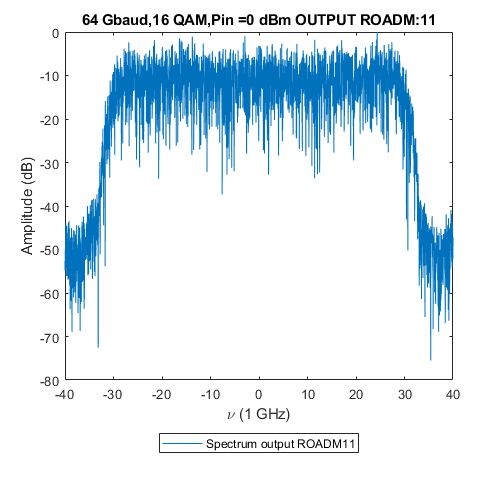 64 Gbaud,16 QAM,Pin =0 dBm OUTPUT ROADM:11
0
-10
-20
-30
-40
-50
-60
-70
-80
Amplitude (dB)
-40 -30 -20 -10 0 10 20 30 40
ν (1 GHz)
Spectrum output ROADM11